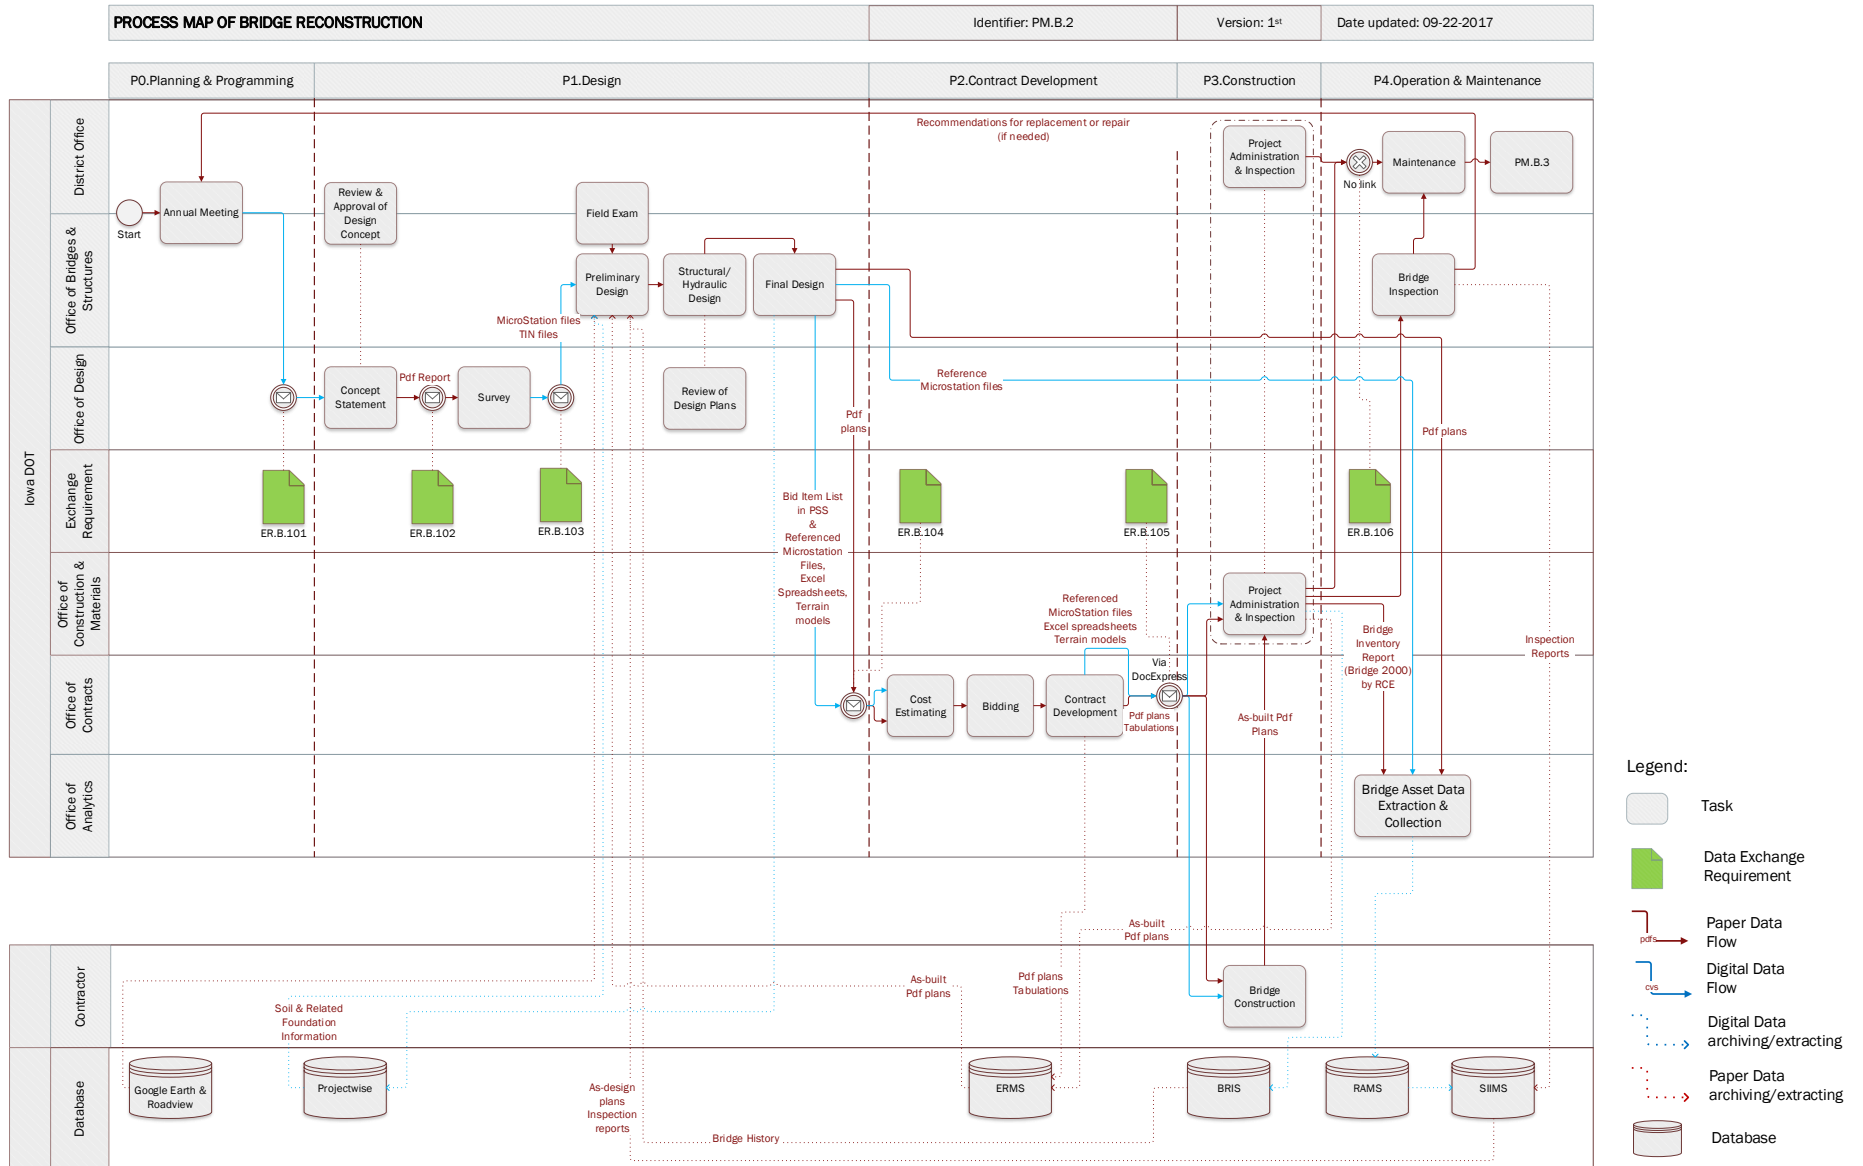 PROCESS MAP OF BRIDGE RECONSTRUCTION
Identifier: PM.B.2
Version: 1st
Date updated: 09-22-2017
P0.Planning & Programming
P1.Design
P2.Contract Development
P3.Construction
P4.Operation & Maintenance
Iowa DOT
District Office
Recommendations for replacement or repair
(if needed)
Project
Administration
& Inspection
Maintenance
PM.B.3
No link
Start
Annual Meeting
Review &
Approval of
Design
Concept
Field Exam
Office of Bridges &
Structures
Preliminary
Design
Structural/
Hydraulic
Design
Final Design
Bridge
Inspection
MicroStation files
TIN files
Office of Design
Concept
Statement
Pdf Report
Survey
Review of
Design Plans
Reference
Microstation files
Pdf
plans
Pdf plans
Exchange
Requirement
ER.B.101
ER.B.102
ER.B.103
ER.B.104
ER.B.105
ER.B.106
Bid Item List
in PSS
&
Referenced
Microstation
Files,
Excel
Spreadsheets,
Terrain
models
Office of
Construction &
Materials
Referenced
MicroStation files
Excel spreadsheets
Terrain models
Project
Administration
& Inspection
Bridge
Inventory
Report
(Bridge 2000)
by RCE
Inspection
Reports
Office of
Contracts
Cost
Estimating
Bidding
Contract
Development
Via
DocExpress
Pdf plans
Tabulations
As-built Pdf
Plans
Office of
Analytics
Bridge Asset Data
Extraction &
Collection
As-built
Pdf plans
Contractor
As-built
Pdf plans
Pdf plans
Tabulations
Bridge
Construction
Soil & Related
Foundation
Information
Database
Google Earth &
Roadview
Projectwise
As-design
plans
Inspection
reports
Bridge History
ERMS
BRIS
RAMS
SIIMS
Legend:
Task
Data Exchange
Requirement
pdfs
Paper Data
Flow
cvs
Digital Data
Flow
Digital Data
archiving/extracting
Paper Data
archiving/extracting
Database